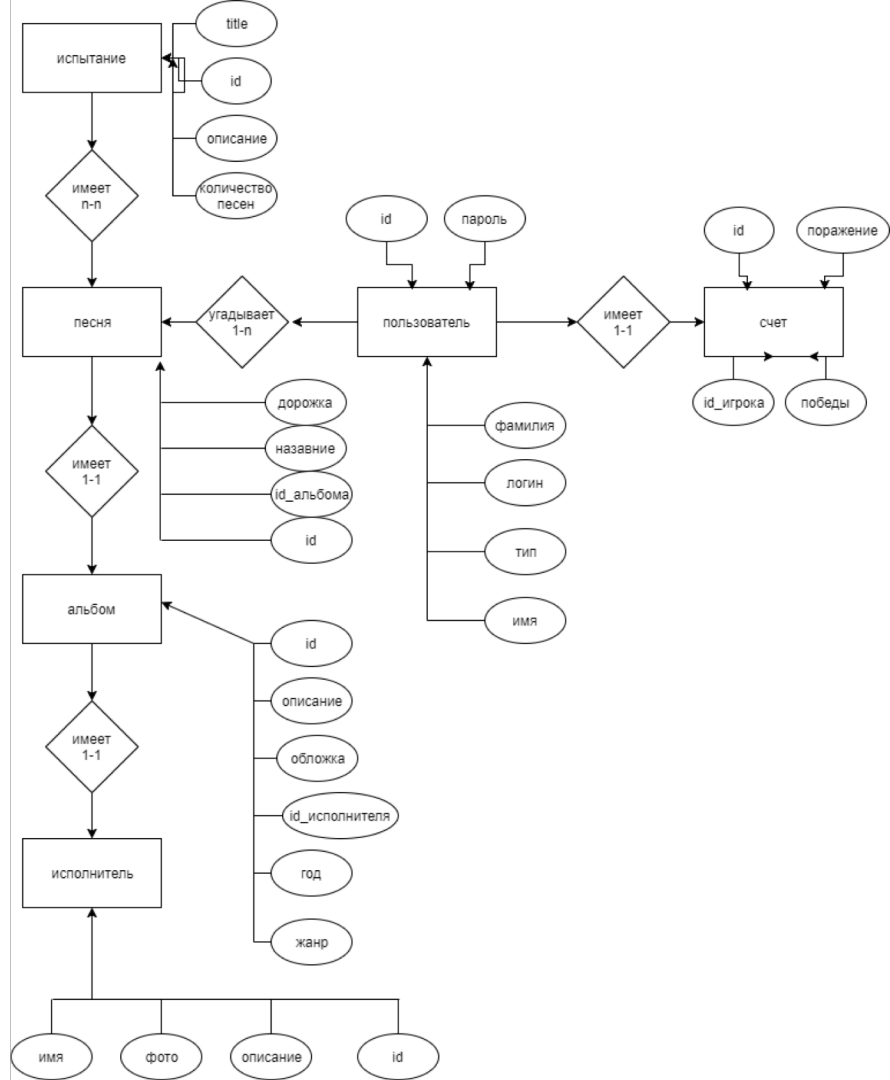 title
испытание
id
описание
количество
песен
имеет
n-n
id
пароль
id
поражение
песня
угадывает
1-n
пользователь
имеет
1-1
счет
дорожка
назавние
id_альбома
id
id_игрока
победы
имеет
1-1
фамилия
логин
тип
имя
альбом
id
описание
обложка
id_исполнителя
год
жанр
имеет
1-1
исполнитель
имя
фото
описание
id